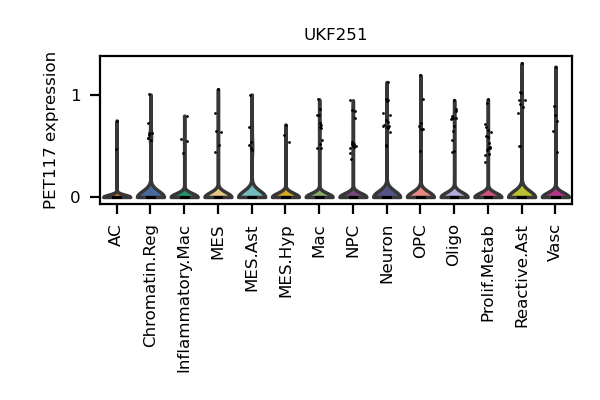 UKF251
PET117 expression
1
0
AC
Chromatin.Reg
Inflammatory.Mac
MES
MES.Ast
MES.Hyp
Mac
NPC
Neuron
OPC
Oligo
Prolif.Metab
Reactive.Ast
Vasc